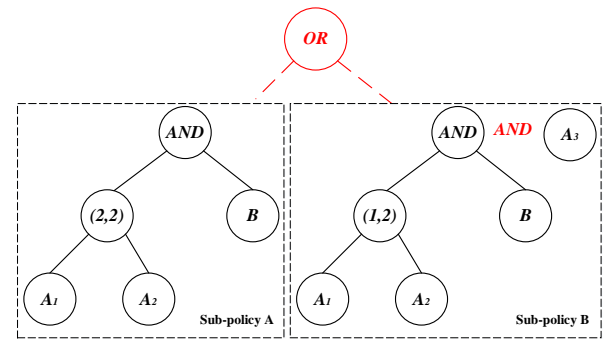 OR
AND
AND AND A3
(2,2) B
(1,2) B
A1 A2
A1 A2
Sub-policy A
Sub-policy B